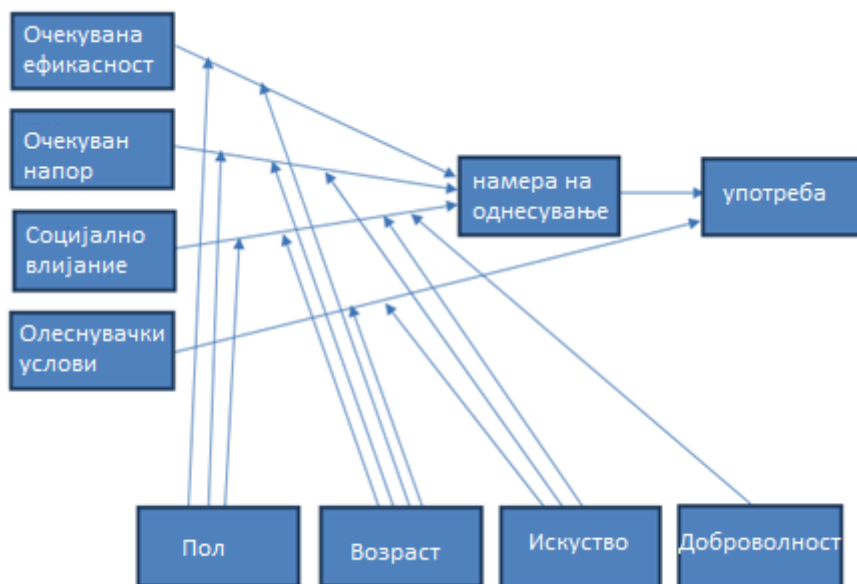 Очекувана
ефикасност
Очекуван
напор
Социјално
влијание
Олеснувачки
услови
намера на
однесување
употреба
Пол
Возраст
Искуство
Доброволност